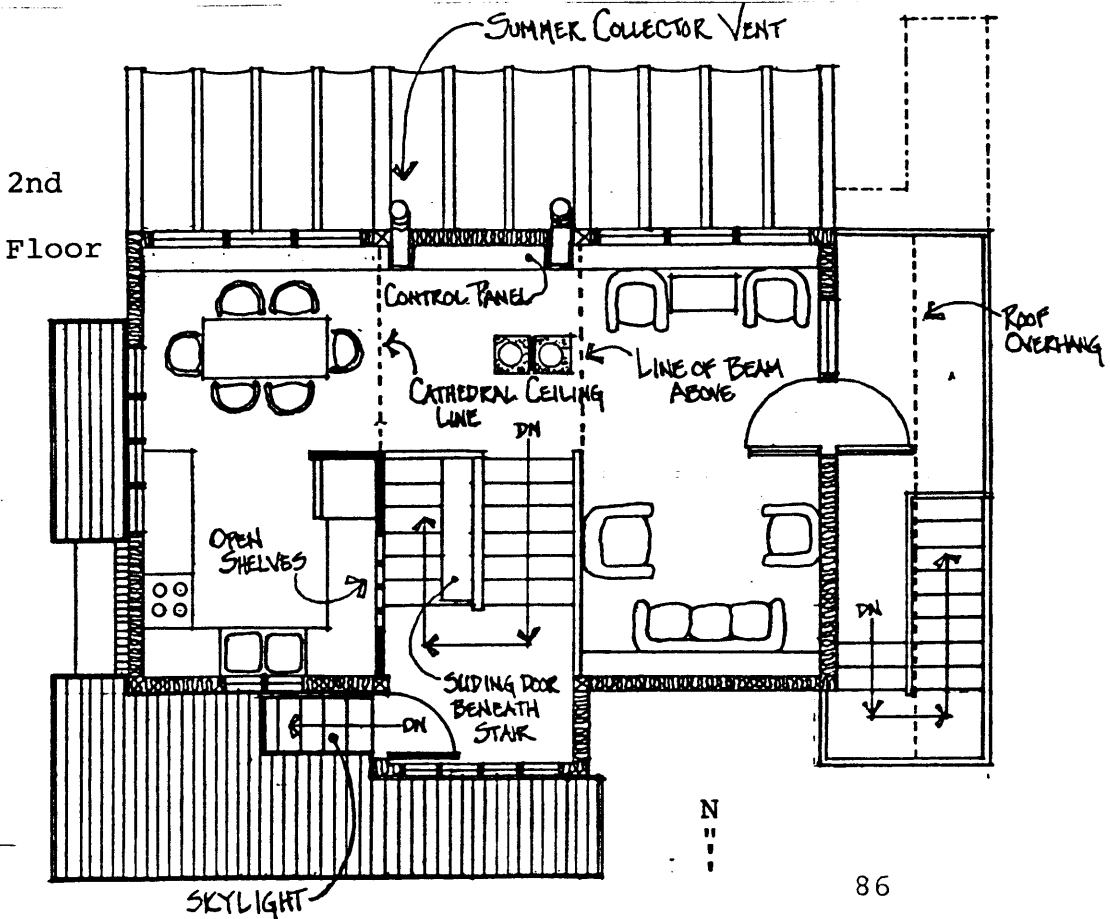 SUMMER COLLECTOR VENT
2nd
Floor
CONTROL PANEL
ROOF
OVERHANG
LINE OF BEAM
ABOVE
CATHEDRAL CEILING
LINE
DN
OPEN
SHELVES
DN
SLIDING DOOR
BENEATH
STAIR
DN
N
SKYLIGHT
86